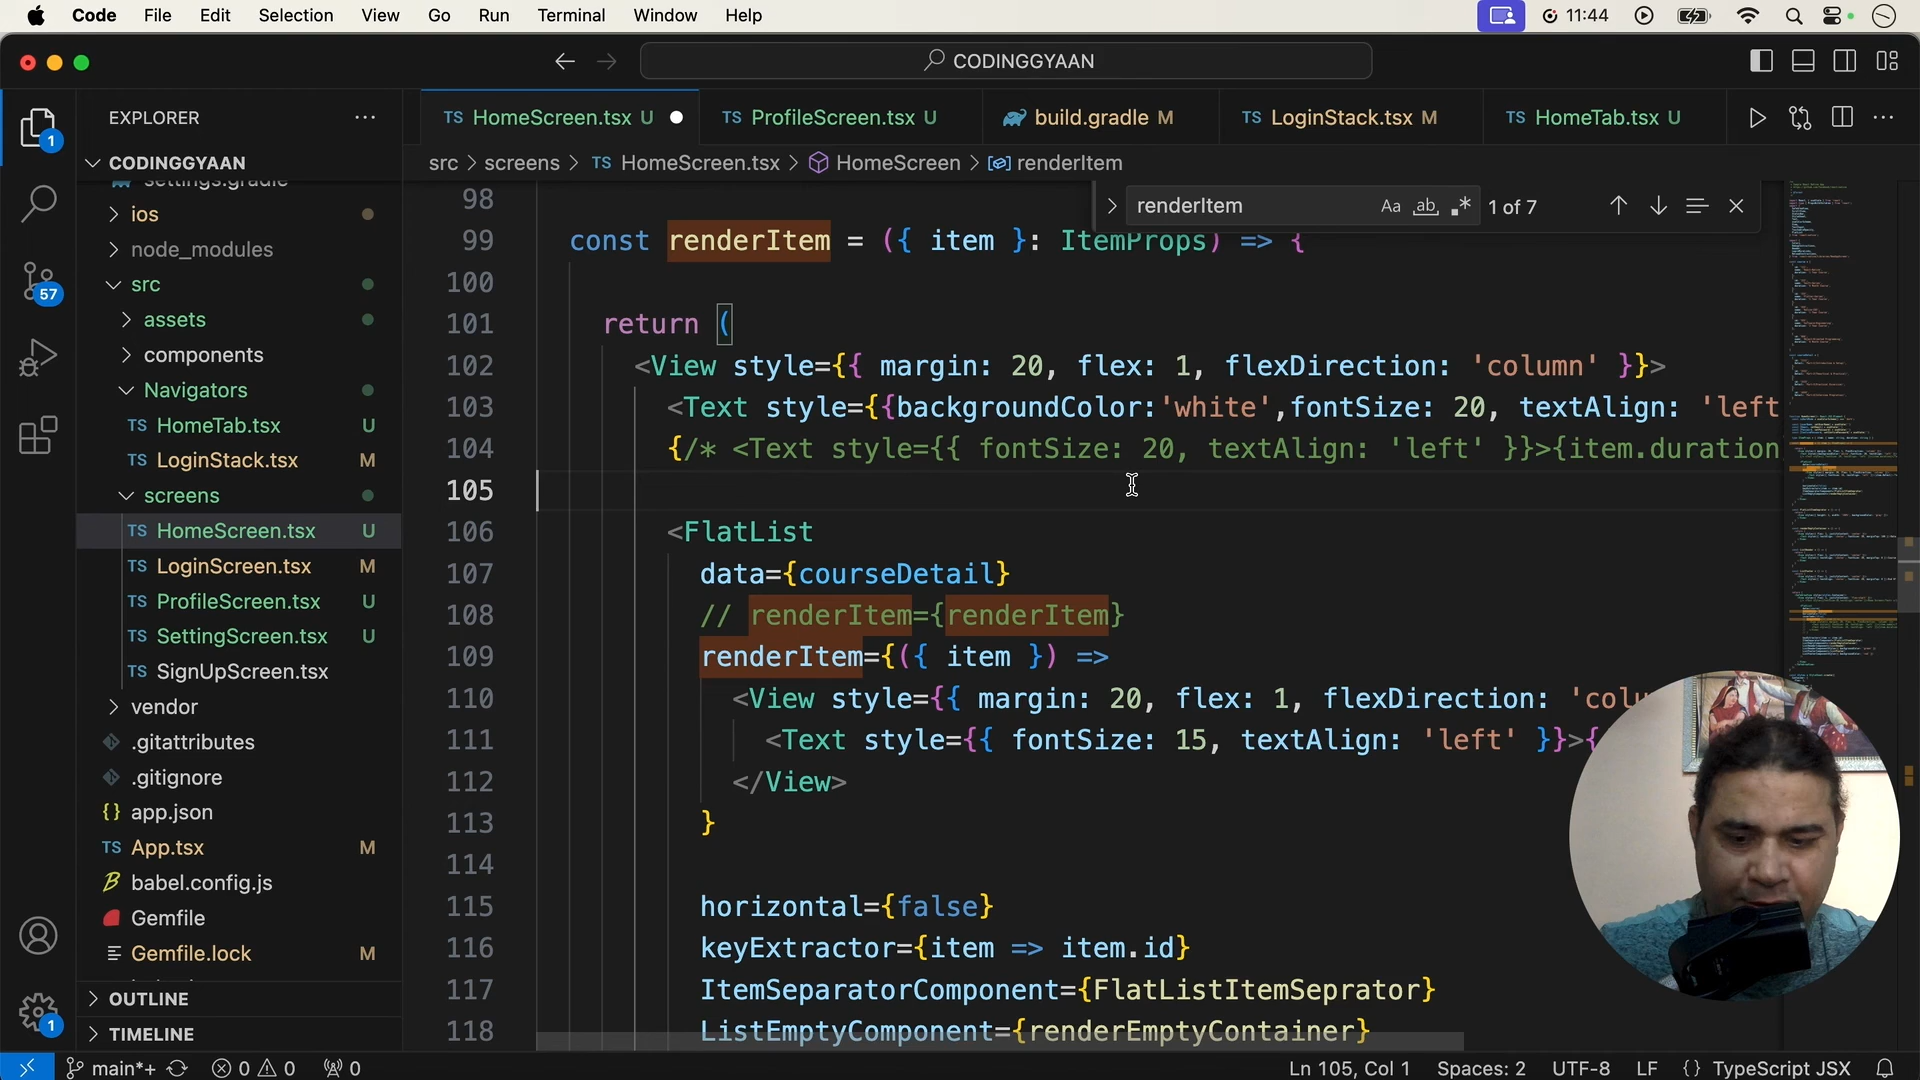 Code File Edit Selection View Go Run Terminal Window Help 11:44
CODINGGYAAN
EXPLORER
TS HomeScreen.tsx U TS ProfileScreen.tsx U build.gradle M TS LoginStack.tsx M TS HomeTab.tsx U
CODINGGYAAN
src > screens > TS HomeScreen.tsx > HomeScreen > renderItem
renderItem Aa ab 1 of 7
settings.gradle
ios
node_modules
src
assets
components
Navigators
TS HomeTab.tsx U
TS LoginStack.tsx M
screens
TS HomeScreen.tsx U
TS LoginScreen.tsx M
TS ProfileScreen.tsx U
TS SettingScreen.tsx U
TS SignUpScreen.tsx
vendor
.gitattributes
.gitignore
{} app.json
TS App.tsx M
babel.config.js
Gemfile
Gemfile.lock M
OUTLINE
TIMELINE
1
57
1
98
99 const renderItem = ({ item }: ItemProps) => {
100
101 return (
102 <View style={{ margin: 20, flex: 1, flexDirection: 'column' }}>
103 <Text style={{backgroundColor:'white',fontSize: 20, textAlign: 'left
104 {/* <Text style={{ fontSize: 20, textAlign: 'left' }}>{item.duration
105
106 <FlatList
107 data={courseDetail}
108 // renderItem={renderItem}
109 renderItem={({ item }) =>
110 <View style={{ margin: 20, flex: 1, flexDirection: 'colu
111 <Text style={{ fontSize: 15, textAlign: 'left' }}>{
112 </View>
113 }
114
115 horizontal={false}
116 keyExtractor={item => item.id}
117 ItemSeparatorComponent={FlatListItemSeprator}
118 ListEmptyComponent={renderEmptyContainer}
main*+ 0 0 0 Ln 105, Col 1 Spaces: 2 UTF-8 LF {} TypeScript JSX